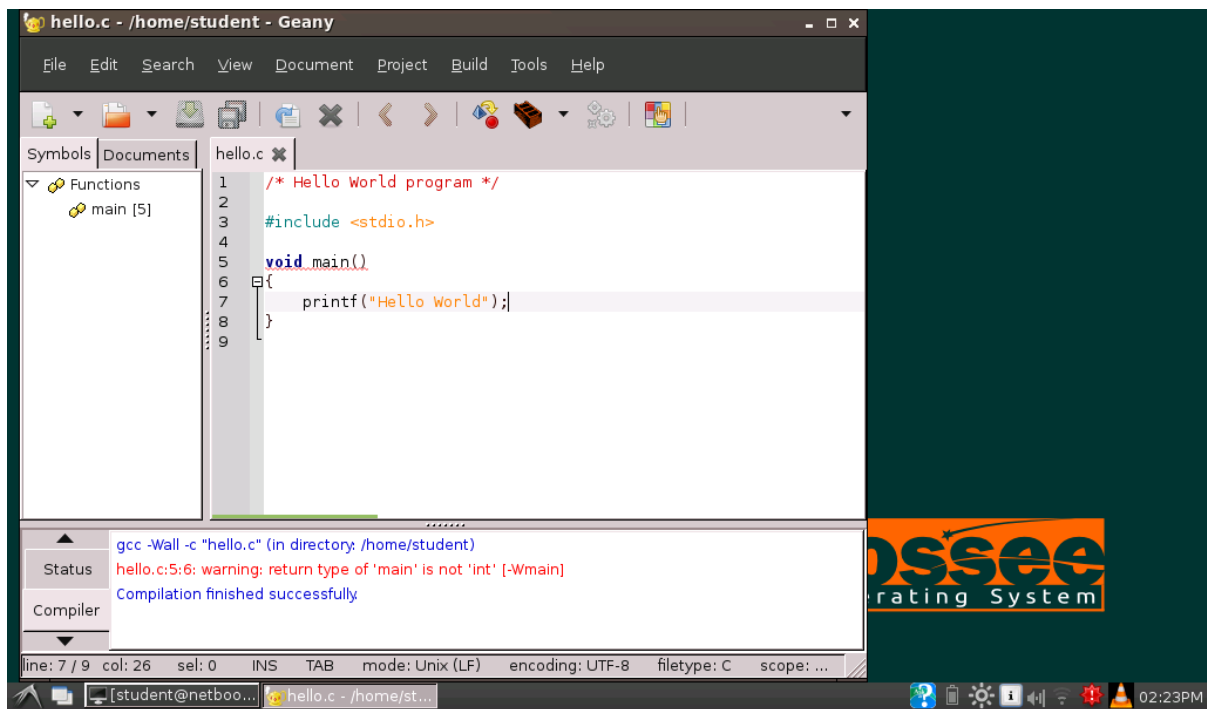 hello.c - /home/student - Geany
File Edit Search View Document Project Build Tools Help
Symbols Documents
hello.c
Functions
main [5]
1 /* Hello World program */
2
3 #include <stdio.h>
4
5 void main()
6 {
7 printf("Hello World");
8 }
9
Status
Compiler
gcc -Wall -c "hello.c" (in directory: /home/student)
hello.c:5:6: warning: return type of 'main' is not 'int' [-Wmain]
Compilation finished successfully.
ossee
rating System
line: 7 / 9 col: 26 sel: 0 INS TAB mode: Unix (LF) encoding: UTF-8 filetype: C scope: ...
[student@netboo... hello.c - /home/st... 02:23PM